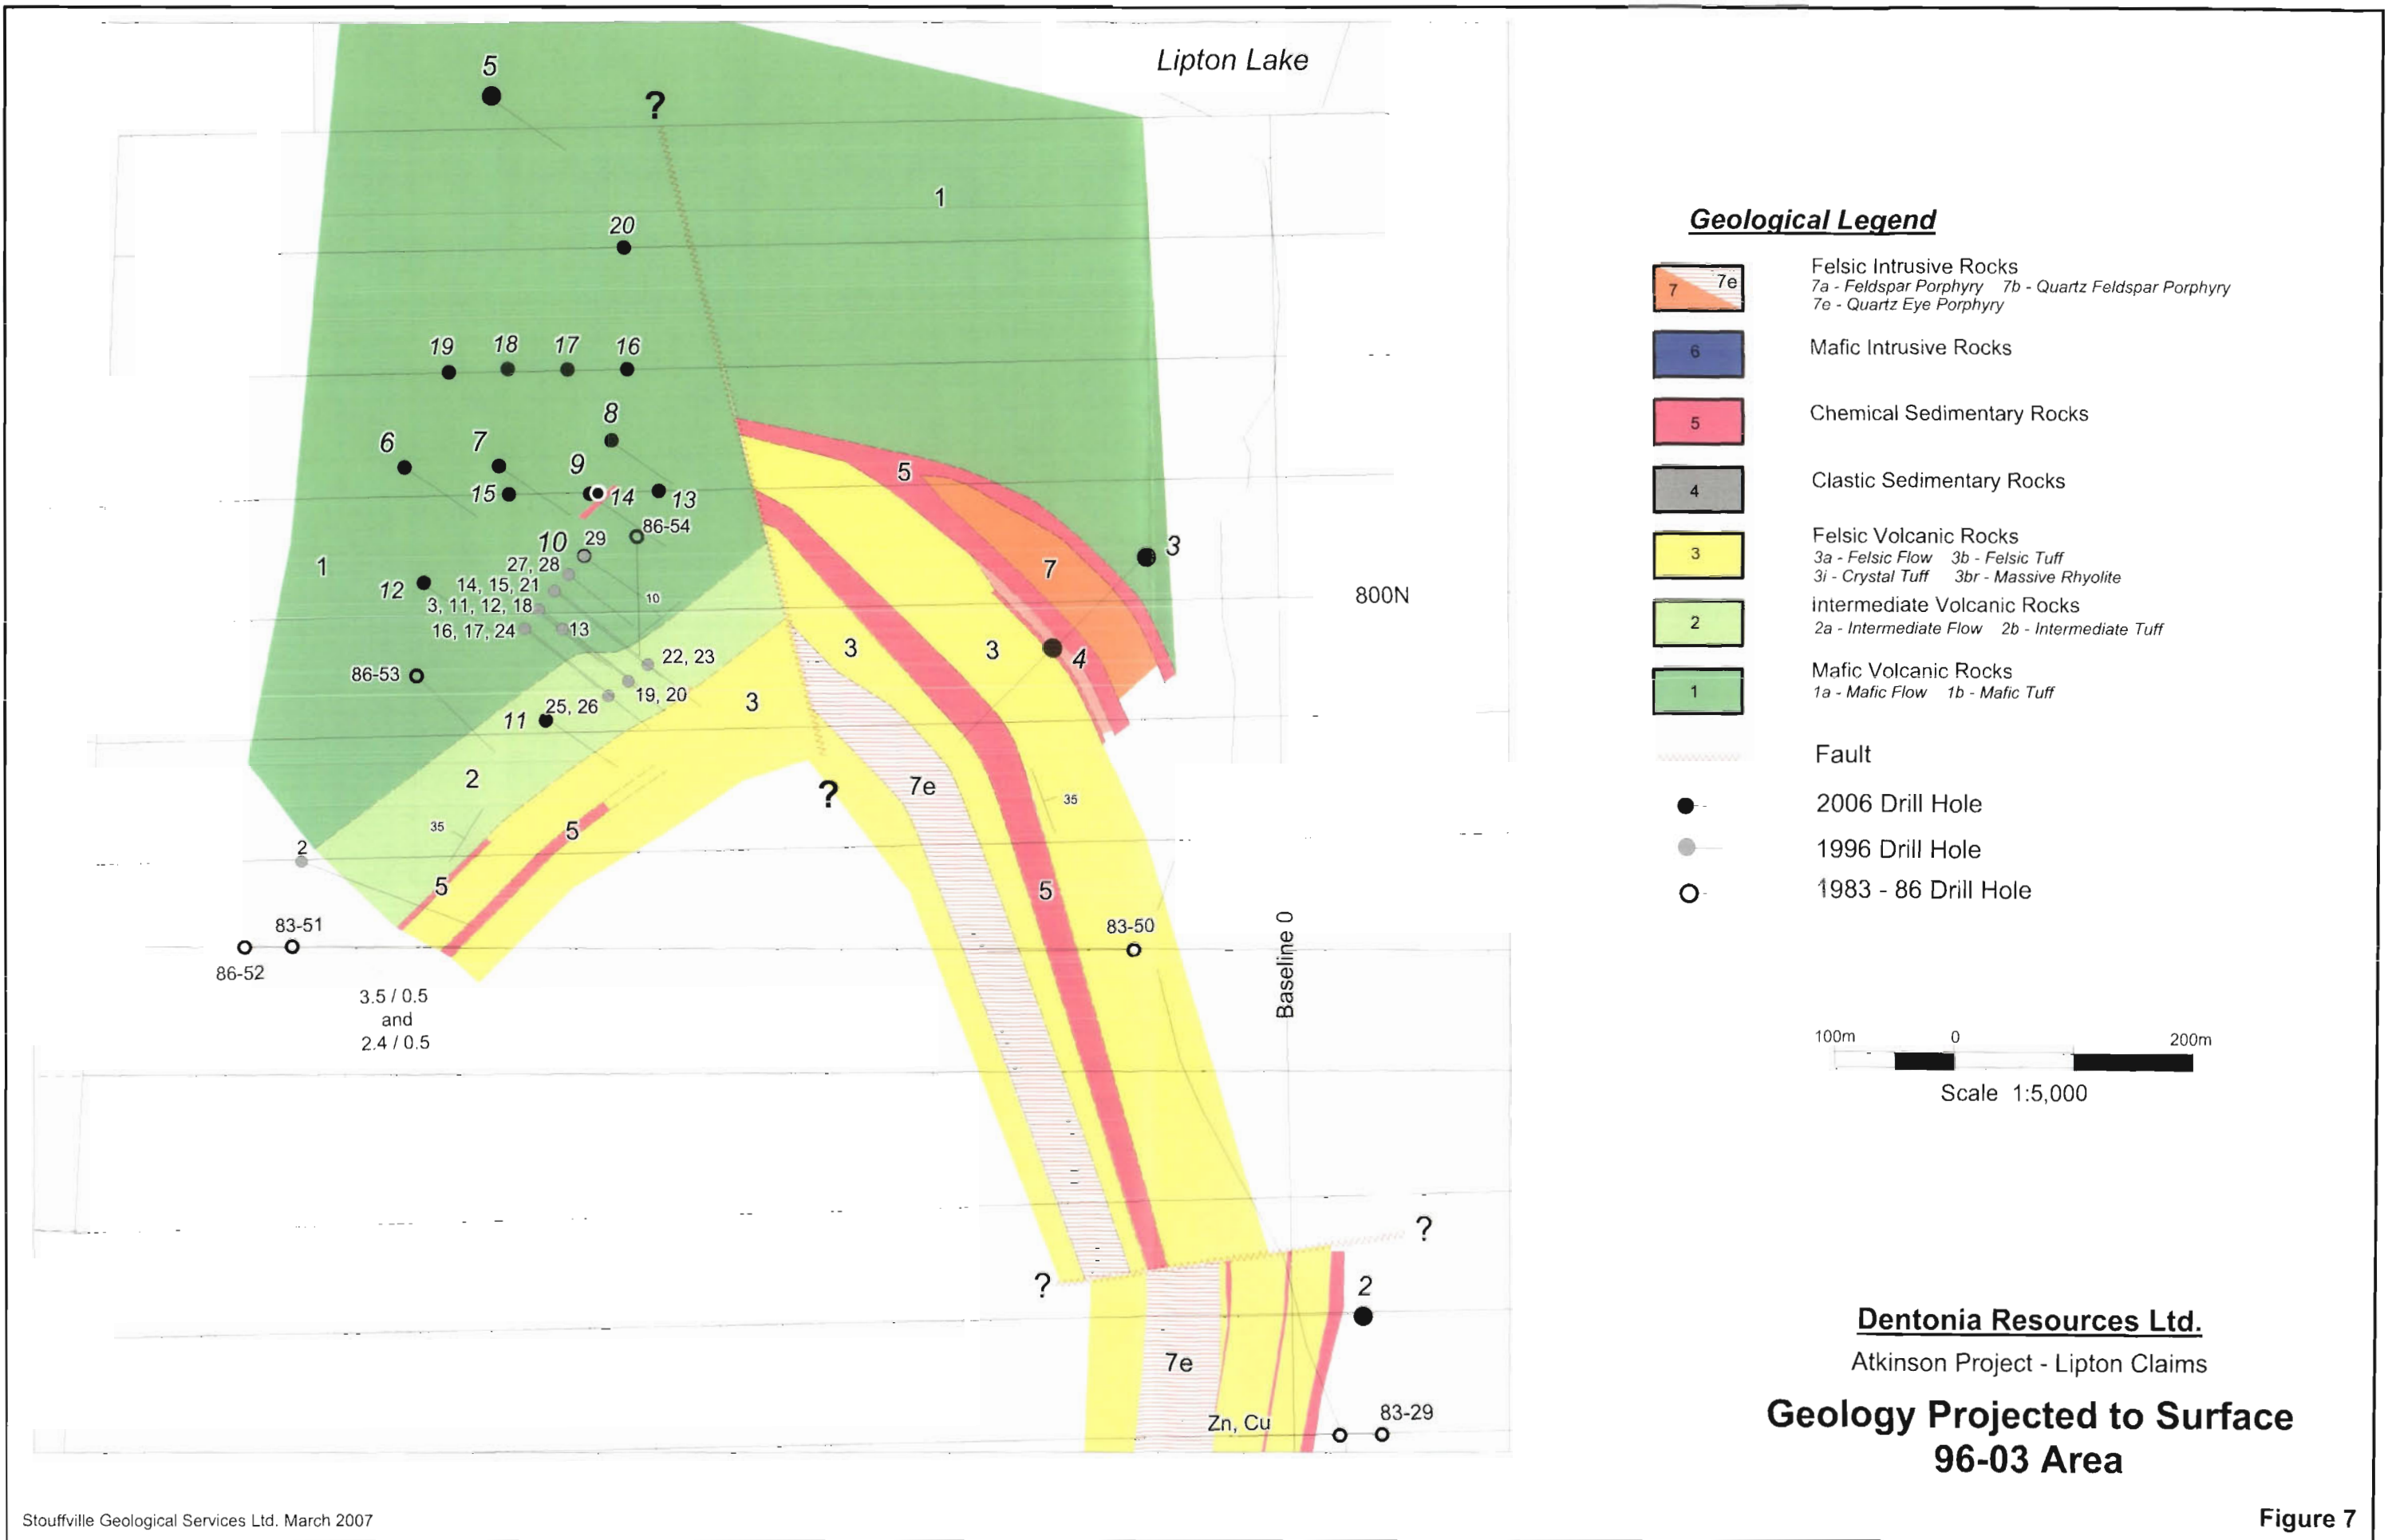 Lipton Lake
5
?
1
20
19
18
17
16
8
6
7
9
15
14
13
5
86-54
10
29
3
1
27, 28
7
12
14, 15, 21
10
800N
3, 11, 12, 18
16, 17, 24
13
3
3
4
22, 23
86-53
19, 20
3
25, 26
11
2
7e
?
35
35
5
2
5
5
83-51
83-50
Baseline 0
86-52
3.5 / 0.5
and
2.4 / 0.5
?
?
2
7e
Zn, Cu
83-29
Geological Legend
7
7e
Felsic Intrusive Rocks
7a - Feldspar Porphyry 7b - Quartz Feldspar Porphyry
7e - Quartz Eye Porphyry
6
Mafic Intrusive Rocks
5
Chemical Sedimentary Rocks
4
Clastic Sedimentary Rocks
3
Felsic Volcanic Rocks
3a - Felsic Flow 3b - Felsic Tuff
3i - Crystal Tuff 3br - Massive Rhyolite
2
Intermediate Volcanic Rocks
2a - Intermediate Flow 2b - Intermediate Tuff
1
Mafic Volcanic Rocks
1a - Mafic Flow 1b - Mafic Tuff
Fault
2006 Drill Hole
1996 Drill Hole
1983 - 86 Drill Hole
100m 0 200m
Scale 1:5,000
Dentonia Resources Ltd.
Atkinson Project - Lipton Claims
Geology Projected to Surface
96-03 Area
Stouffville Geological Services Ltd. March 2007
Figure 7